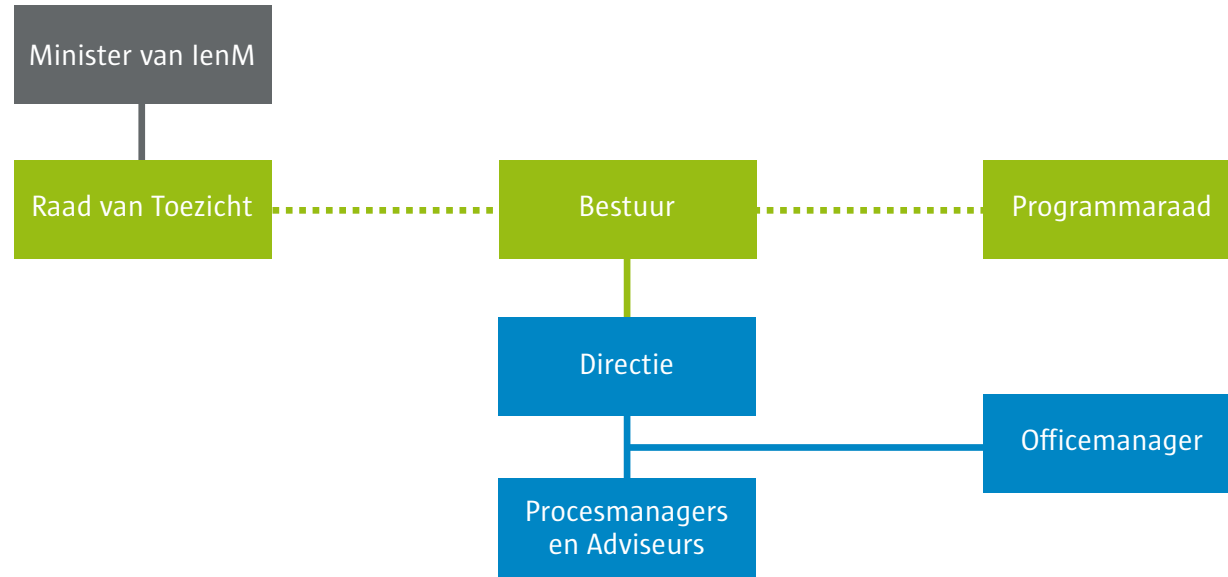 Minister van IenM
Raad van Toezicht
Bestuur
Programmaraad
Directie
Officemanager
Procesmanagers
en Adviseurs